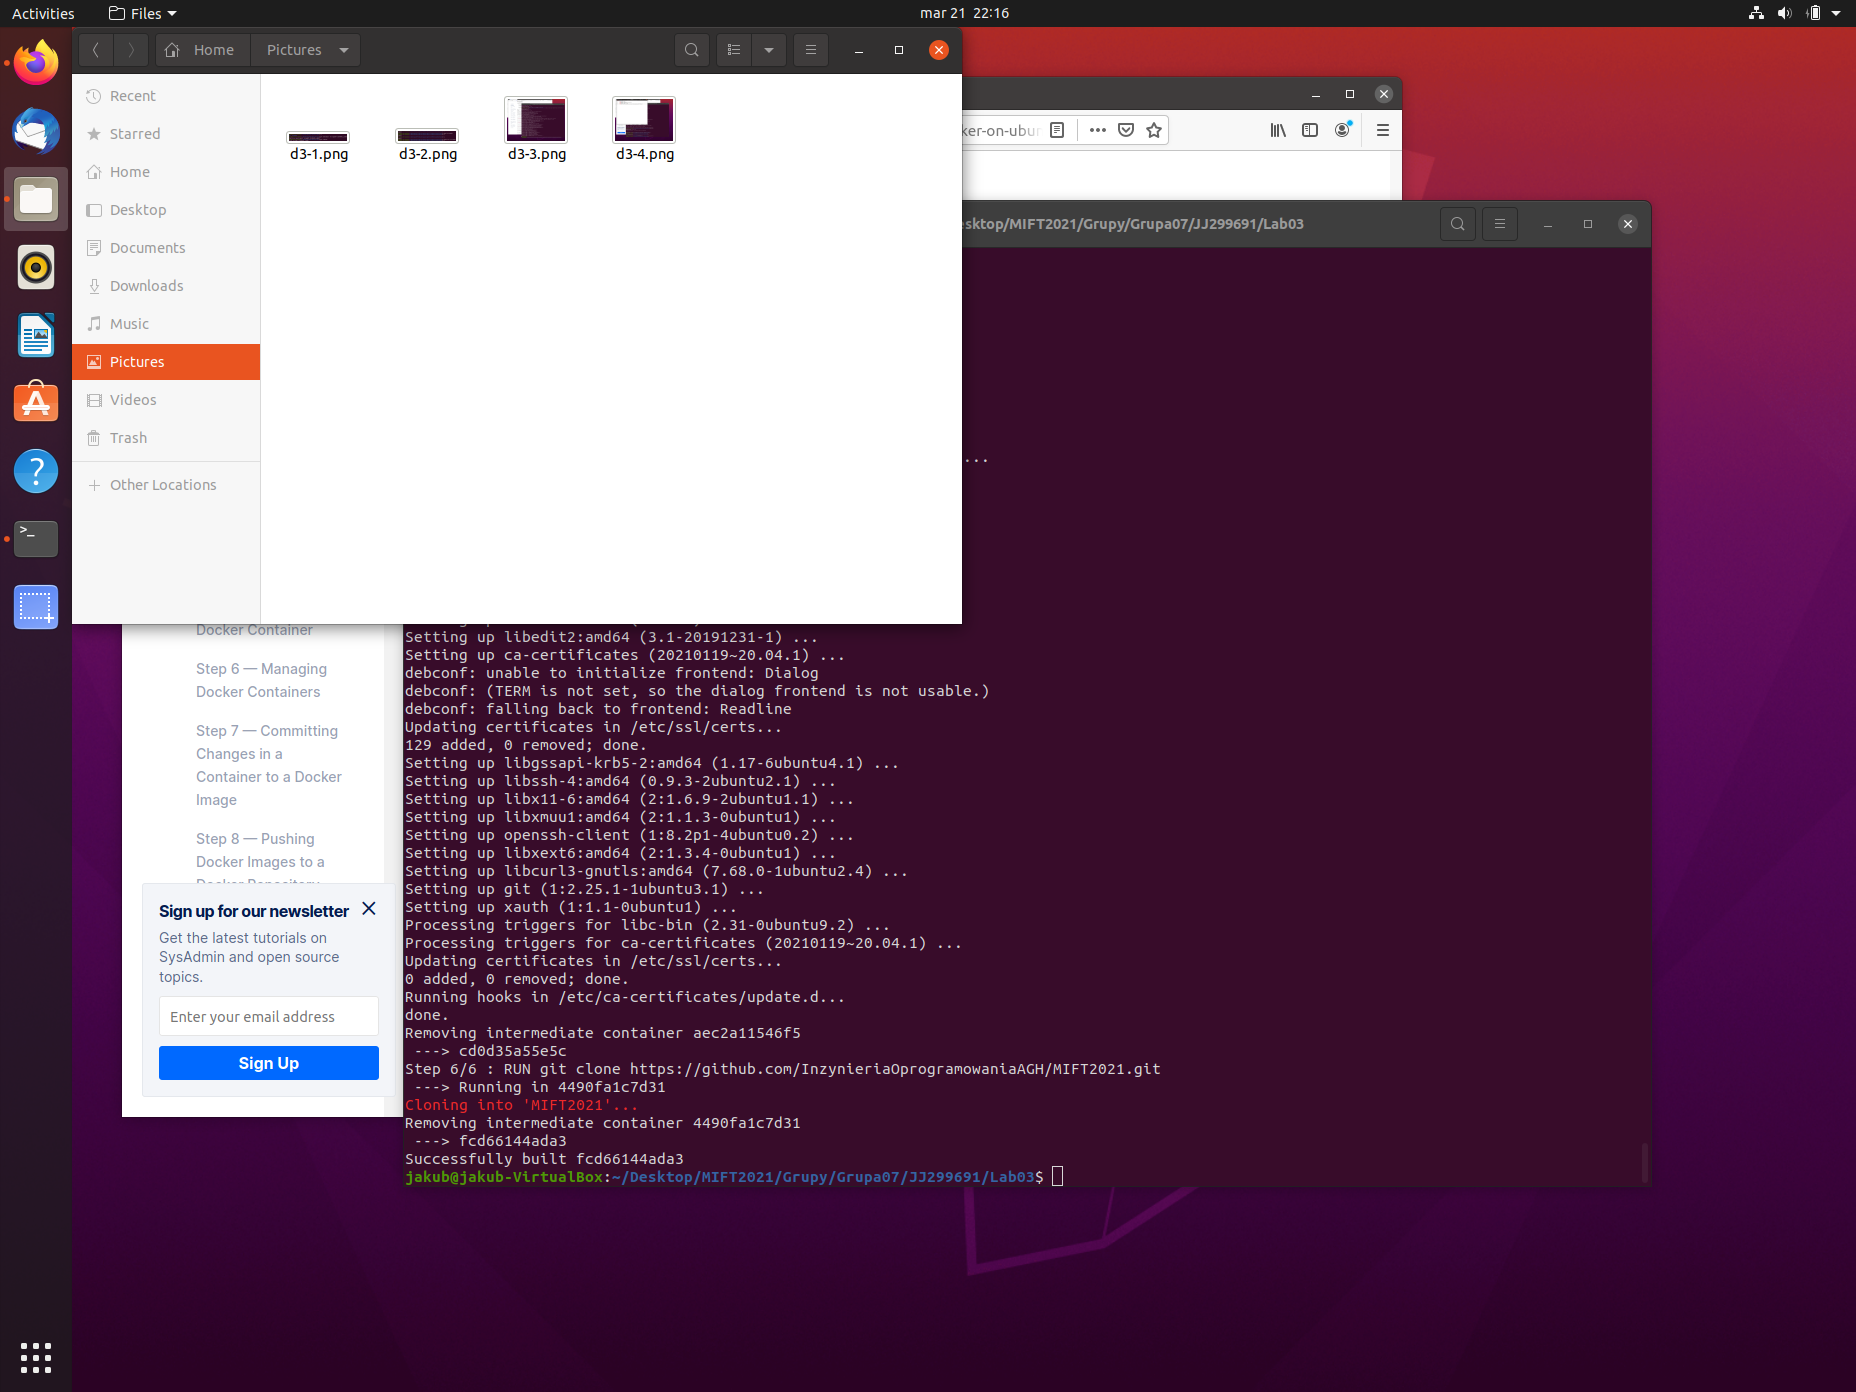 Activities
Files
mar 21 22:16
Home
Pictures
Recent
Starred
Home
Desktop
Documents
Downloads
Music
Pictures
Videos
Trash
Other Locations
d3-1.png
d3-2.png
d3-3.png
d3-4.png
ker-on-ubu
esktop/MIFT2021/Grupy/Grupa07/JJ299691/Lab03
...
Docker Container
Step 6 — Managing
Docker Containers
Step 7 — Committing
Changes in a
Container to a Docker
Image
Step 8 — Pushing
Docker Images to a
Docker Repository
Sign up for our newsletter
Get the latest tutorials on
SysAdmin and open source
topics.
Enter your email address
Sign Up
Setting up libedit2:amd64 (3.1-20191231-1) ...
Setting up ca-certificates (20210119~20.04.1) ...
debconf: unable to initialize frontend: Dialog
debconf: (TERM is not set, so the dialog frontend is not usable.)
debconf: falling back to frontend: Readline
Updating certificates in /etc/ssl/certs...
129 added, 0 removed; done.
Setting up libgssapi-krb5-2:amd64 (1.17-6ubuntu4.1) ...
Setting up libssh-4:amd64 (0.9.3-2ubuntu2.1) ...
Setting up libx11-6:amd64 (2:1.6.9-2ubuntu1.1) ...
Setting up libxmuu1:amd64 (2:1.1.3-0ubuntu1) ...
Setting up openssh-client (1:8.2p1-4ubuntu0.2) ...
Setting up libxext6:amd64 (2:1.3.4-0ubuntu1) ...
Setting up libcurl3-gnutls:amd64 (7.68.0-1ubuntu2.4) ...
Setting up git (1:2.25.1-1ubuntu3.1) ...
Setting up xauth (1:1.1-0ubuntu1) ...
Processing triggers for libc-bin (2.31-0ubuntu9.2) ...
Processing triggers for ca-certificates (20210119~20.04.1) ...
Updating certificates in /etc/ssl/certs...
0 added, 0 removed; done.
Running hooks in /etc/ca-certificates/update.d...
done.
Removing intermediate container aec2a11546f5
 ---> cd0d35a55e5c
Step 6/6 : RUN git clone https://github.com/InzynieriaOprogramowaniaAGH/MIFT2021.git
 ---> Running in 4490fa1c7d31
Cloning into 'MIFT2021'...
Removing intermediate container 4490fa1c7d31
 ---> fcd66144ada3
Successfully built fcd66144ada3
jakub@jakub-VirtualBox:~/Desktop/MIFT2021/Grupy/Grupa07/JJ299691/Lab03$